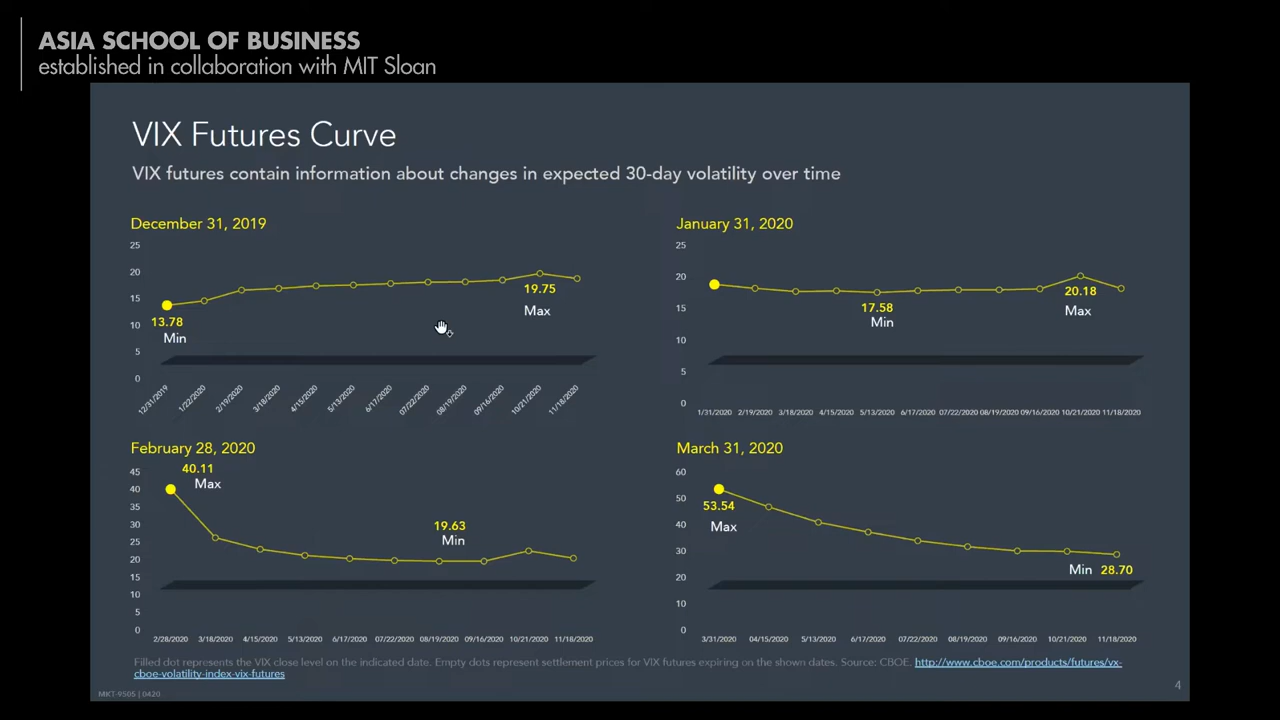 ASIA SCHOOL OF BUSINESS
established in collaboration with MIT Sloan
VIX Futures Curve
VIX futures contain information about changes in expected 30-day volatility over time
December 31, 2019
25
20
15
10
5
0
13.78
Min
19.75
Max
12/31/2019 1/22/2020 2/19/2020 3/18/2020 4/15/2020 5/13/2020 6/17/2020 07/22/2020 08/19/2020 09/16/2020 10/21/2020 11/18/2020
January 31, 2020
25
20
15
10
5
0
17.58
Min
20.18
Max
1/31/2020 2/19/2020 3/18/2020 4/15/2020 5/13/2020 6/17/2020 07/22/2020 08/19/2020 09/16/2020 10/21/2020 11/18/2020
February 28, 2020
45
40
35
30
25
20
15
10
5
0
40.11
Max
19.63
Min
2/28/2020 3/18/2020 4/15/2020 5/13/2020 6/17/2020 07/22/2020 08/19/2020 09/16/2020 10/21/2020 11/18/2020
March 31, 2020
60
50
40
30
20
10
0
53.54
Max
Min 28.70
3/31/2020 04/15/2020 5/13/2020 6/17/2020 07/22/2020 08/19/2020 09/16/2020 10/21/2020 11/18/2020
Filled dot represents the VIX close level on the indicated date. Empty dots represent settlement prices for VIX futures expiring on the shown dates. Source: CBOE. http://www.cboe.com/products/futures/vx-
cboe-volatility-index-vix-futures
MKT-9505 | 0420
4